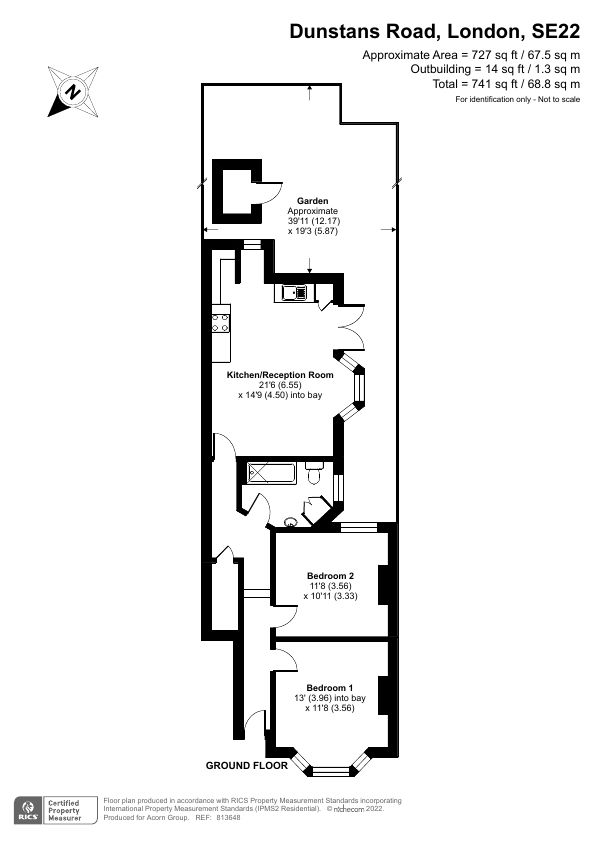 Dunstans Road, London, SE22
Approximate Area = 727 sq ft / 67.5 sq m
Outbuilding = 14 sq ft / 1.3 sq m
Total = 741 sq ft / 68.8 sq m
For identification only - Not to scale
N
Garden
Approximate
39'11 (12.17)
x 19'3 (5.87)
Kitchen/Reception Room
21'6 (6.55)
x 14'9 (4.50) into bay
Bedroom 2
11'8 (3.56)
x 10'11 (3.33)
Bedroom 1
13' (3.96) into bay
x 11'8 (3.56)
GROUND FLOOR
RICS
Certified
Property
Measurer
Floor plan produced in accordance with RICS Property Measurement Standards incorporating
International Property Measurement Standards (IPMS2 Residential). © nichecom 2022.
Produced for Acorn Group. REF: 813648